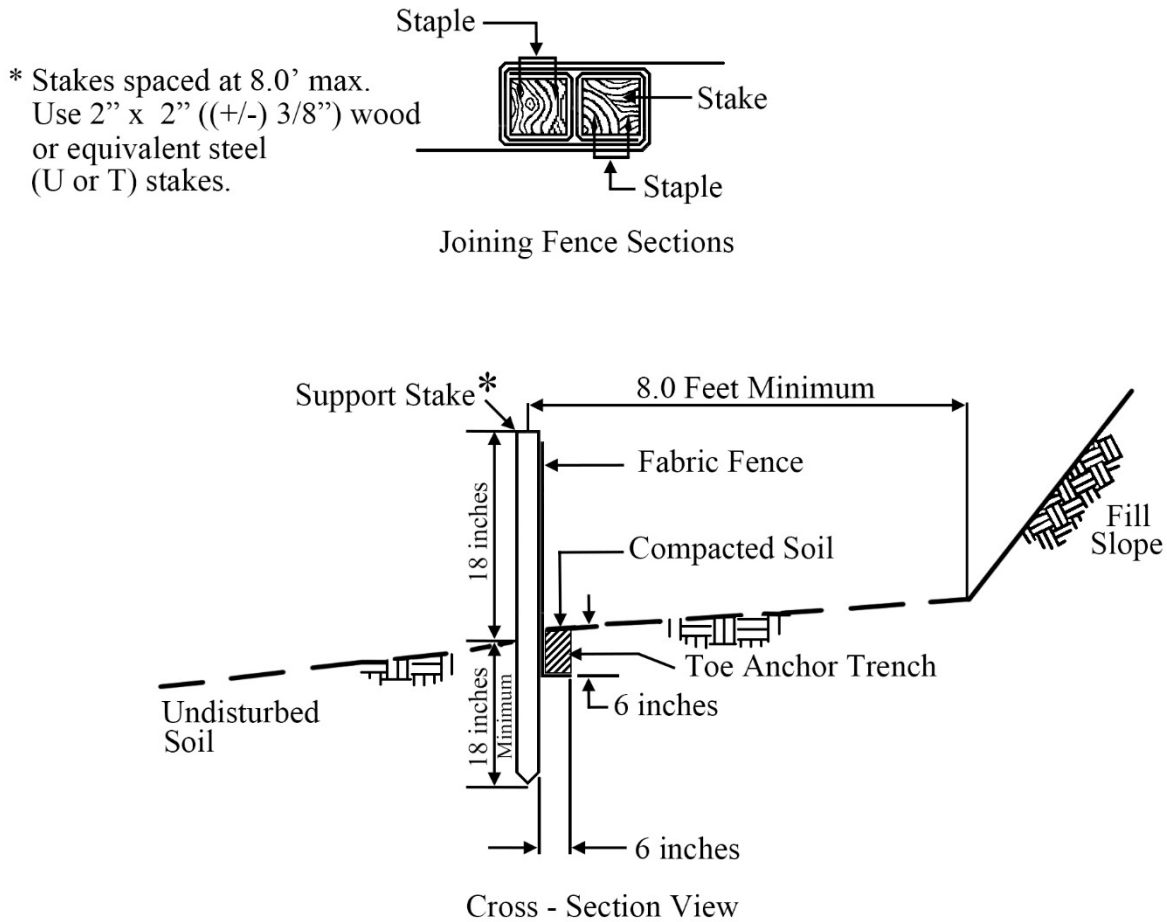 Staple
* Stakes spaced at 8.0’ max.
Use 2” x 2” ((+/-) 3/8”) wood
or equivalent steel
(U or T) stakes.
Stake
Staple
Joining Fence Sections
Support Stake*
8.0 Feet Minimum
Fabric Fence
18 inches
Compacted Soil
Fill
Slope
Toe Anchor Trench
6 inches
Undisturbed
Soil
18 inches
Minimum
6 inches
Cross - Section View